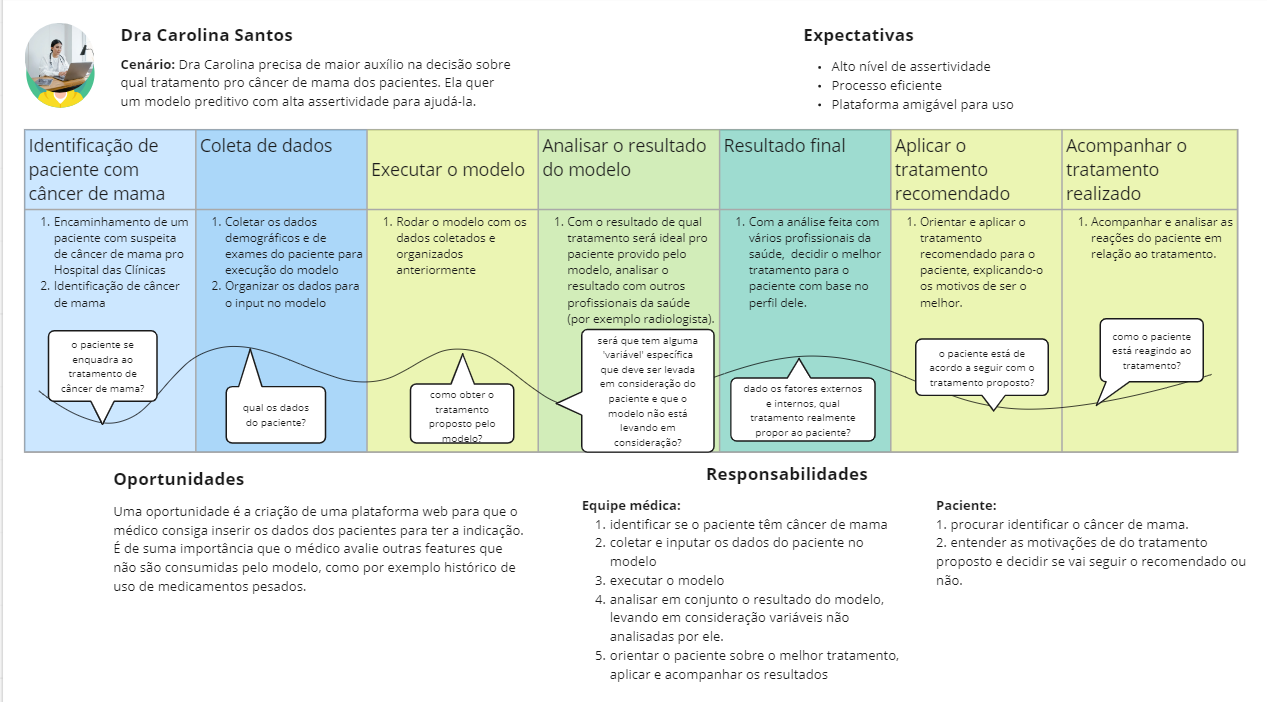 Dra Carolina Santos
Cenário: Dra Carolina precisa de maior auxílio na decisão sobre
qual tratamento pro câncer de mama dos pacientes. Ela quer
um modelo preditivo com alta assertividade para ajudá-la.
Expectativas
• Alto nível de assertividade
• Processo eficiente
• Plataforma amigável para uso
Identificação de
paciente com
câncer de mama
1. Encaminhamento de um
paciente com suspeita
de câncer de mama pro
Hospital das Clínicas
2. Identificação de câncer
de mama
o paciente se
enquadra ao
tratamento de
câncer de mama?
Coleta de dados
1. Coletar os dados
demográficos e de
exames do paciente para
execução do modelo
2. Organizar os dados para
o input no modelo
qual os dados
do paciente?
Executar o modelo
1. Rodar o modelo com os
dados coletados e
organizados
anteriormente
como obter o
tratamento
proposto pelo
modelo?
Analisar o resultado
do modelo
1. Com o resultado de qual
tratamento será ideal pro
paciente provido pelo
modelo, analisar o
resultado com outros
profissionais da saúde
(por exemplo radiologista).
será que tem alguma
'variável' específica
que deve ser levada
em consideração do
paciente e que o
modelo não está
levando em
consideração?
Resultado final
1. Com a análise feita com
vários profissionais da
saúde, decidir o melhor
tratamento para o
paciente com base no
perfil dele.
dado os fatores externos
e internos, qual
tratamento realmente
propor ao paciente?
Aplicar o
tratamento
recomendado
1. Orientar e aplicar o
tratamento
recomendado para o
paciente, explicando-o
os motivos de ser o
melhor.
o paciente está de
acordo a seguir com o
tratamento proposto?
Acompanhar o
tratamento
realizado
1. Acompanhar e analisar as
reações do paciente em
relação ao tratamento.
como o paciente
está reagindo ao
tratamento?
Oportunidades
Uma oportunidade é a criação de uma plataforma web para que o
médico consiga inserir os dados dos pacientes para ter a indicação.
É de suma importância que o médico avalie outras features que
não são consumidas pelo modelo, como por exemplo histórico de
uso de medicamentos pesados.
Responsabilidades
Equipe médica:
1. identificar se o paciente têm câncer de mama
2. coletar e inputar os dados do paciente no
modelo
3. executar o modelo
4. analisar em conjunto o resultado do modelo,
levando em consideração variáveis não
analisadas por ele.
5. orientar o paciente sobre o melhor tratamento,
aplicar e acompanhar os resultados
Paciente:
1. procurar identificar o câncer de mama.
2. entender as motivações de do tratamento
proposto e decidir se vai seguir o recomendado ou
não.